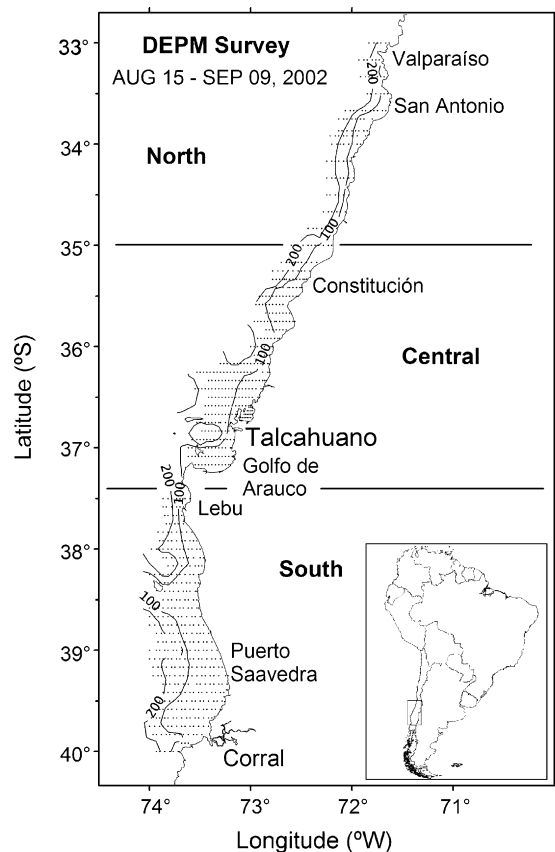 DEPM Survey
AUG 15 - SEP 09, 2002
33°
200
Valparaíso
San Antonio
34°
North
100
35°
200
Constitución
36°
100
Central
Talcahuano
37°
Golfo de
Arauco
200
100
Lebu
38°
South
100
39°
Puerto
Saavedra
200
40°
Corral
74°
73°
72°
71°
Latitude (ºS)
Longitude (ºW)